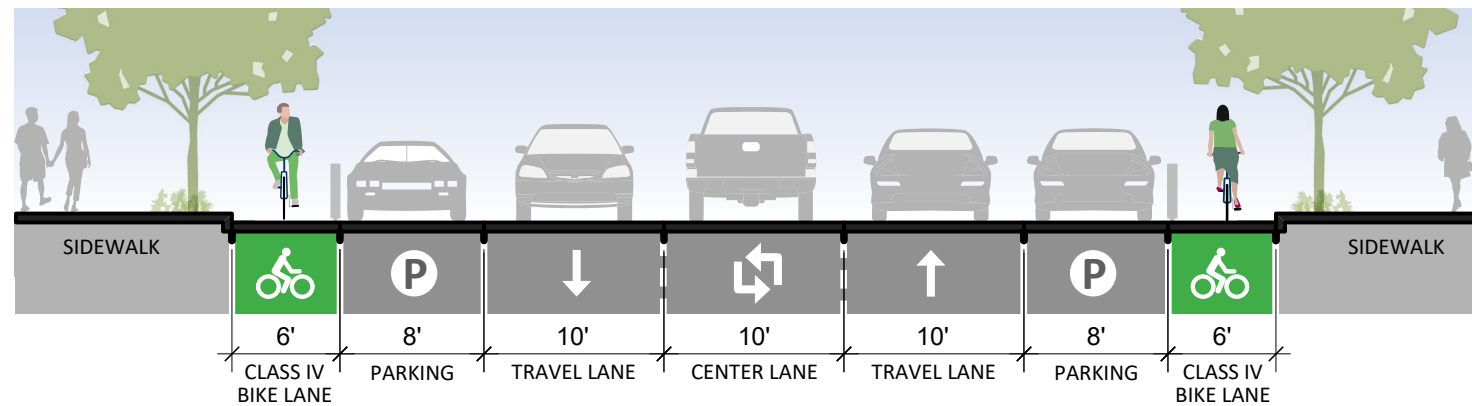 SIDEWALK
SIDEWALK
P
P
6'
8'
10'
10'
10'
8'
6'
CLASS IV
BIKE LANE
PARKING
TRAVEL LANE
CENTER LANE
TRAVEL LANE
PARKING
CLASS IV
BIKE LANE